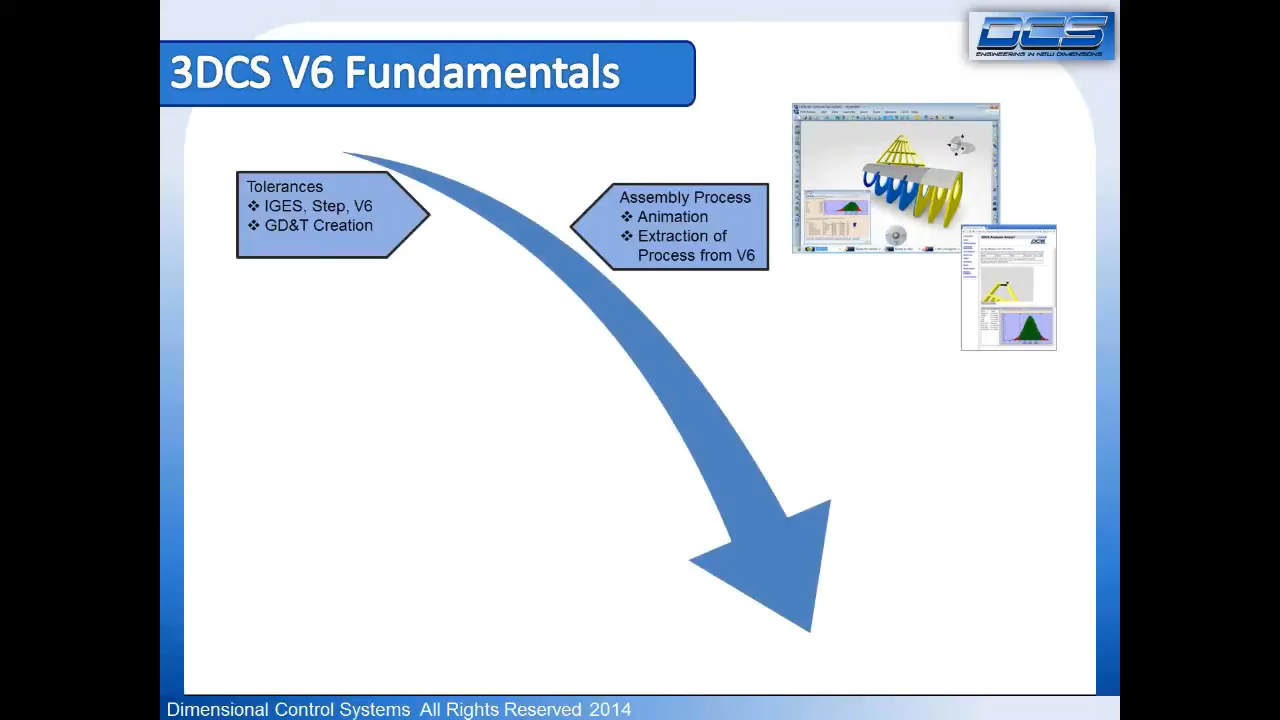 DCS
ENGINEERING IN NEW DIMENSIONS
3DCS V6 Fundamentals
Tolerances
❖ IGES, Step, V6
❖ GD&T Creation
Assembly Process
❖ Animation
❖ Extraction of
Process from V6
Dimensional Control Systems All Rights Reserved 2014